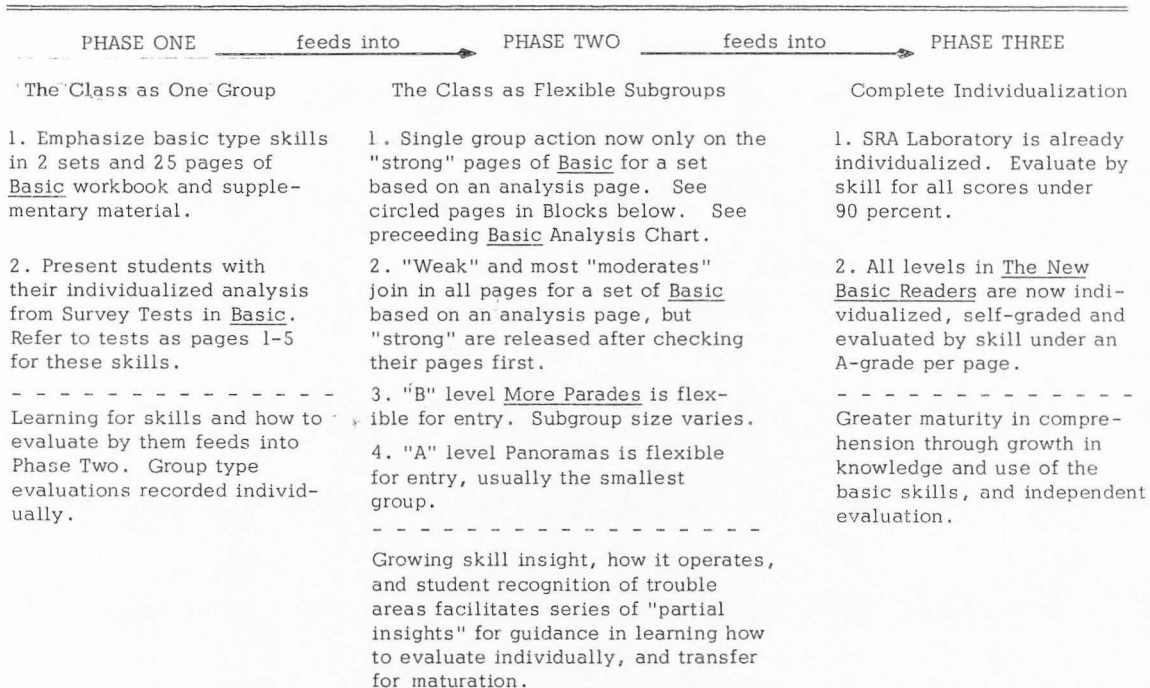 PHASE ONE feeds into PHASE TWO feeds into PHASE THREE
The Class as One Group
1. Emphasize basic type skills
in 2 sets and 25 pages of
Basic workbook and supple-
mentary material.
2. Present students with
their individualized analysis
from Survey Tests in Basic.
Refer to tests as pages 1-5
for these skills.
Learning for skills and how to
evaluate by them feeds into
Phase Two. Group type
evaluations recorded individ-
ually.
The Class as Flexible Subgroups
1. Single group action now only on the
"strong" pages of Basic for a set
based on an analysis page. See
circled pages in Blocks below. See
preceeding Basic Analysis Chart.
2. "Weak" and most "moderates"
join in all pages for a set of Basic
based on an analysis page, but
"strong" are released after checking
their pages first.
3. "B" level More Parades is flex-
ible for entry. Subgroup size varies.
4. "A" level Panoramas is flexible
for entry, usually the smallest
group.
Growing skill insight, how it operates,
and student recognition of trouble
areas facilitates series of "partial
insights" for guidance in learning how
to evaluate individually, and transfer
for maturation.
Complete Individualization
1. SRA Laboratory is already
individualized. Evaluate by
skill for all scores under
90 percent.
2. All levels in The New
Basic Readers are now indi-
vidualized, self-graded and
evaluated by skill under an
A-grade per page.
Greater maturity in compre-
hension through growth in
knowledge and use of the
basic skills, and independent
evaluation.